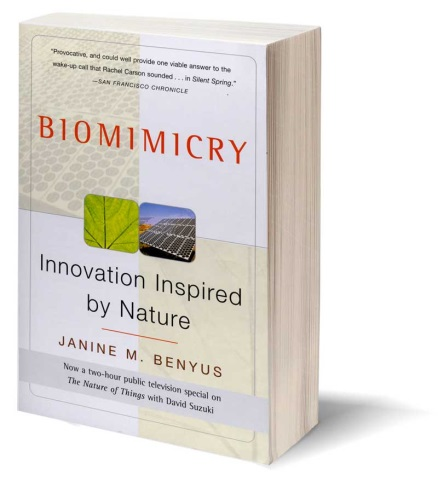 "Provocative, and could well provide one viable answer to the
wake-up call that Rachel Carson sounded . . . in Silent Spring."
—SAN FRANCISCO CHRONICLE
BIOMIMICRY
Innovation Inspired
by Nature
JANINE M. BENYUS
Now a two-hour public television special on
The Nature of Things with David Suzuki